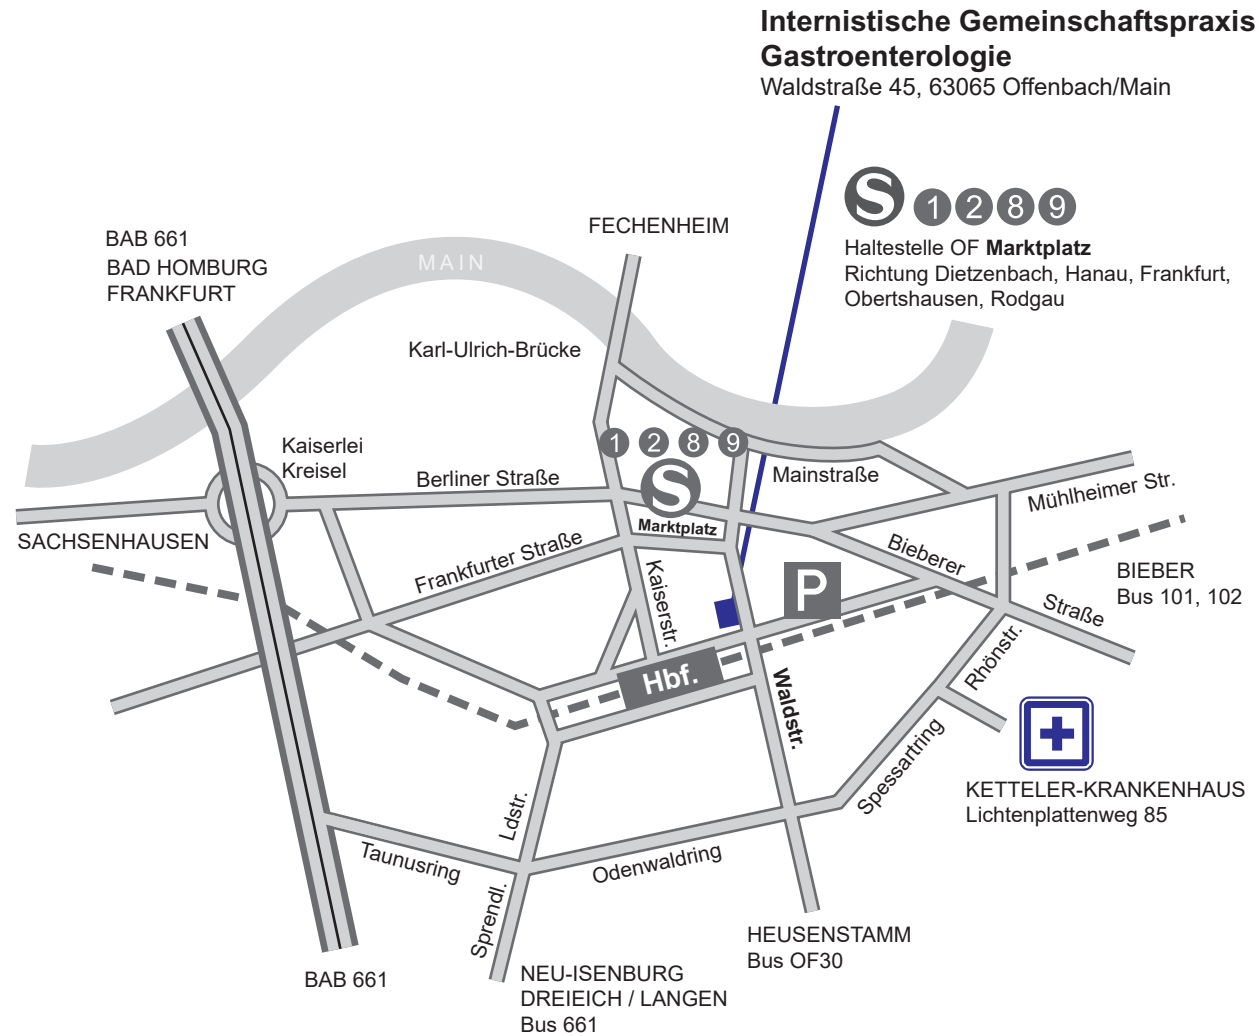 Internistische Gemeinschaftspraxis
Gastroenterologie
Waldstraße 45, 63065 Offenbach/Main
S 1 2 8 9
Haltestelle OF Marktplatz
Richtung Dietzenbach, Hanau, Frankfurt,
Obertshausen, Rodgau
FECHENHEIM
BAB 661
BAD HOMBURG
FRANKFURT
MAIN
Karl-Ulrich-Brücke
Kaiserlei
Kreisel
1 2 8 9
S
Marktplatz
Berliner Straße
Mainstraße
Mühlheimer Str.
SACHSENHAUSEN
Frankfurter Straße
Kaiserstr.
Bieberer
Straße
P
BIEBER
Bus 101, 102
Hbf.
Waldstr.
Rhönstr.
Spessartring
KETTELER-KRANKENHAUS
Lichtenplattenweg 85
Taunusring
Sprendl.
Ldstr.
Odenwaldring
HEUSENSTAMM
Bus OF30
BAB 661
NEU-ISENBURG
DREIEICH / LANGEN
Bus 661